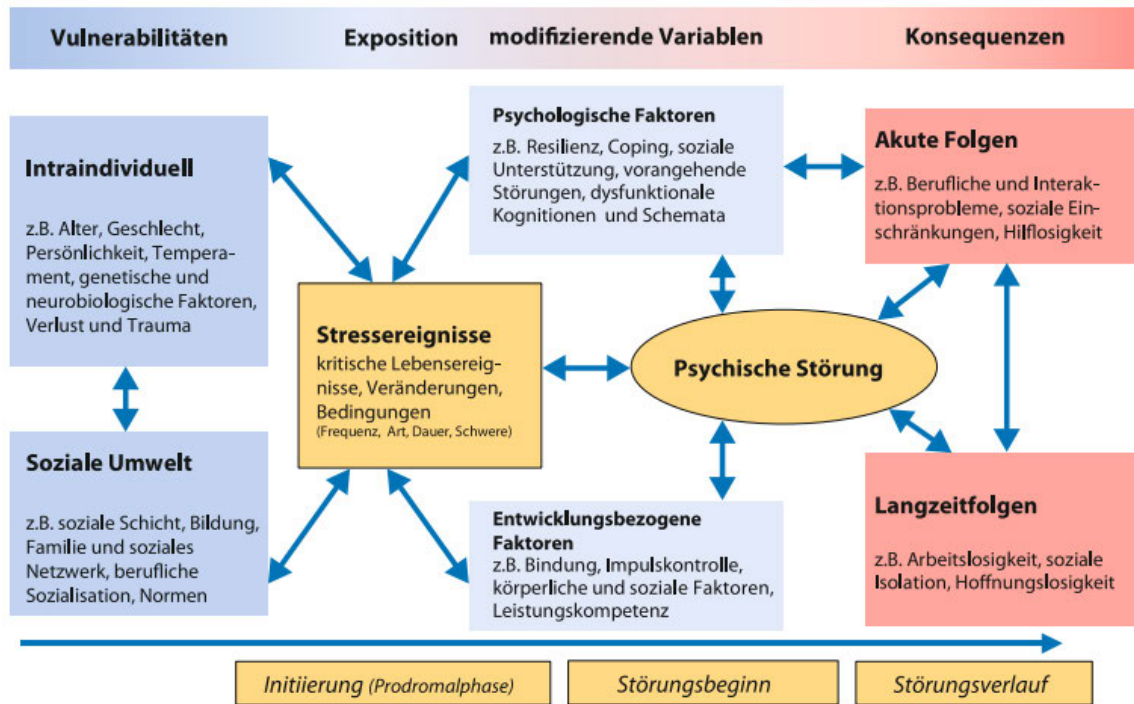 Vulnerabilitäten
Exposition
modifizierende Variablen
Konsequenzen
Intraindividuell
z.B. Alter, Geschlecht,
Persönlichkeit, Tempera-
ment, genetische und
neurobiologische Faktoren,
Verlust und Trauma
Soziale Umwelt
z.B. soziale Schicht, Bildung,
Familie und soziales
Netzwerk, berufliche
Sozialisation, Normen
Stressereignisse
kritische Lebensereig-
nisse, Veränderungen,
Bedingungen
(Frequenz, Art, Dauer, Schwere)
Psychologische Faktoren
z.B. Resilienz, Coping, soziale
Unterstützung, vorangehende
Störungen, dysfunktionale
Kognitionen und Schemata
Psychische Störung
Entwicklungsbezogene
Faktoren
z.B. Bindung, Impulskontrolle,
körperliche und soziale Faktoren,
Leistungskompetenz
Akute Folgen
z.B. Berufliche und Interak-
tionsprobleme, soziale Ein-
schränkungen, Hilflosigkeit
Langzeitfolgen
z.B. Arbeitslosigkeit, soziale
Isolation, Hoffnungslosigkeit
Initiierung (Prodromalphase)
Störungsbeginn
Störungsverlauf